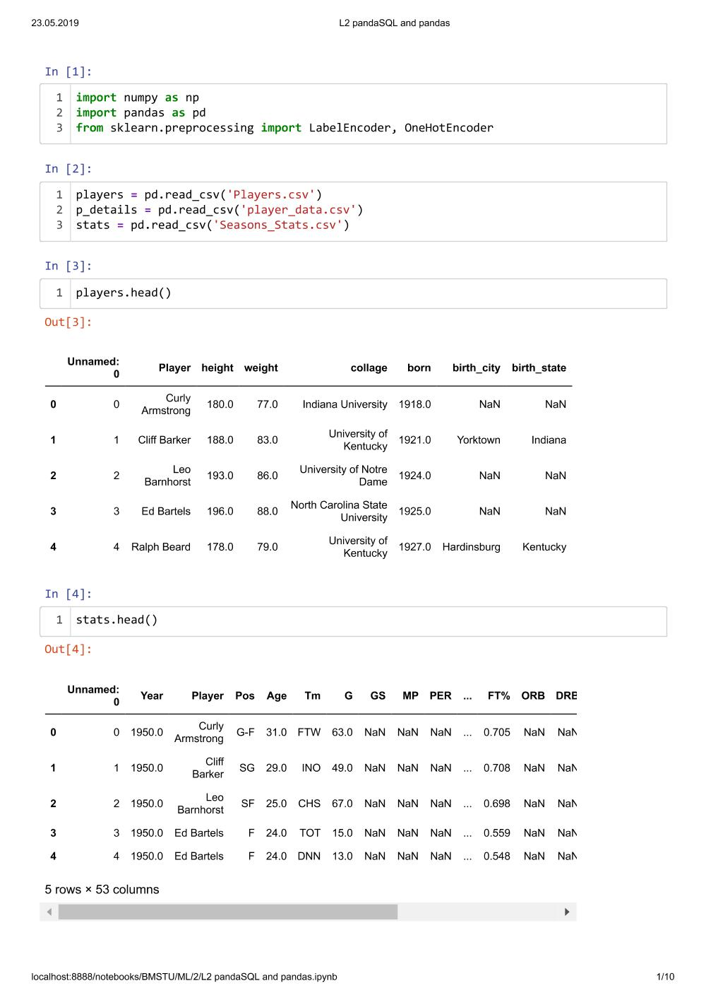 23.05.2019 L2 pandaSQL and pandas
In [1]:
1 import numpy as np
2 import pandas as pd
3 from sklearn.preprocessing import LabelEncoder, OneHotEncoder
In [2]:
1 players = pd.read_csv('Players.csv')
2 p_details = pd.read_csv('player_data.csv')
3 stats = pd.read_csv('Seasons_Stats.csv')
In [3]:
1 players.head()
Out[3]:
Unnamed: 0 Player height weight collage born birth_city birth_state
0 0 Curly Armstrong 180.0 77.0 Indiana University 1918.0 NaN NaN
1 1 Cliff Barker 188.0 83.0 University of Kentucky 1921.0 Yorktown Indiana
2 2 Leo Barnhorst 193.0 86.0 University of Notre Dame 1924.0 NaN NaN
3 3 Ed Bartels 196.0 88.0 North Carolina State University 1925.0 NaN NaN
4 4 Ralph Beard 178.0 79.0 University of Kentucky 1927.0 Hardinsburg Kentucky
In [4]:
1 stats.head()
Out[4]:
Unnamed: 0 Year Player Pos Age Tm G GS MP PER ... FT% ORB DRB
0 0 1950.0 Curly Armstrong G-F 31.0 FTW 63.0 NaN NaN NaN ... 0.705 NaN NaN
1 1 1950.0 Cliff Barker SG 29.0 INO 49.0 NaN NaN NaN ... 0.708 NaN NaN
2 2 1950.0 Leo Barnhorst SF 25.0 CHS 67.0 NaN NaN NaN ... 0.698 NaN NaN
3 3 1950.0 Ed Bartels F 24.0 TOT 15.0 NaN NaN NaN ... 0.559 NaN NaN
4 4 1950.0 Ed Bartels F 24.0 DNN 13.0 NaN NaN NaN ... 0.548 NaN NaN
5 rows × 53 columns
localhost:8888/notebooks/BMSTU/ML/2/L2 pandaSQL and pandas.ipynb 1/10